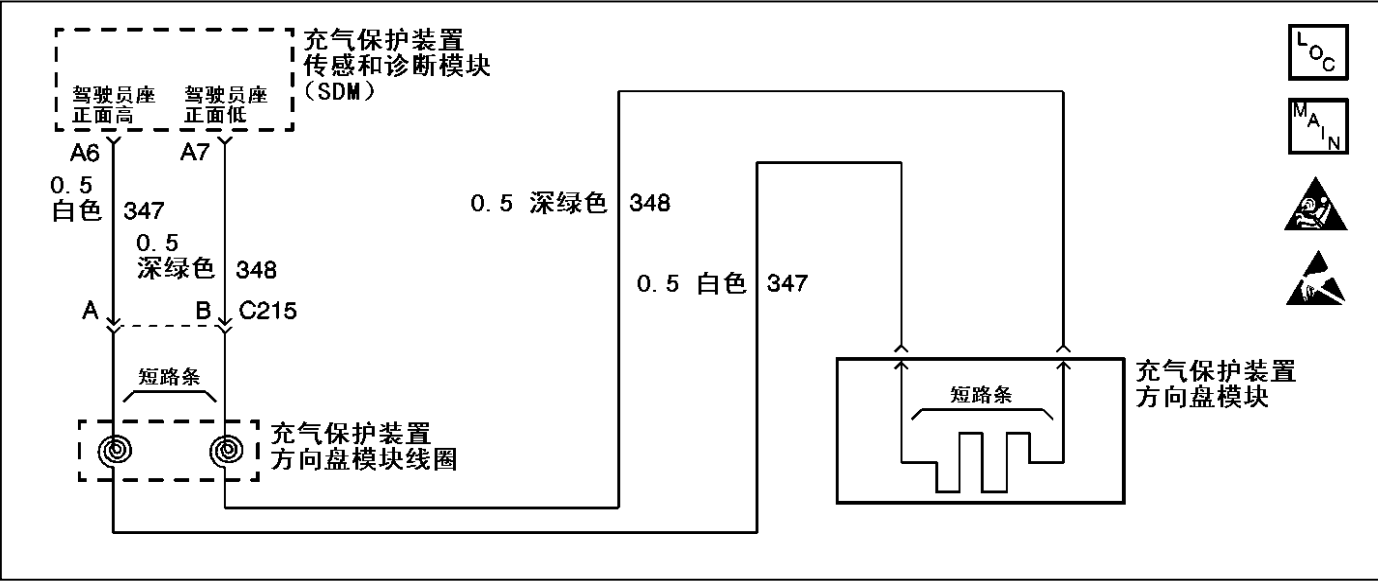 充气保护装置
传感和诊断模块
(SDM)
驾驶员座
正面高
驾驶员座
正面低
A6
A7
0.5
白色
347
0.5
深绿色
348
A
B
C215
短路条
充气保护装置
方向盘模块线圈
0.5 深绿色
348
0.5 白色
347
短路条
充气保护装置
方向盘模块
LOC
MAIN